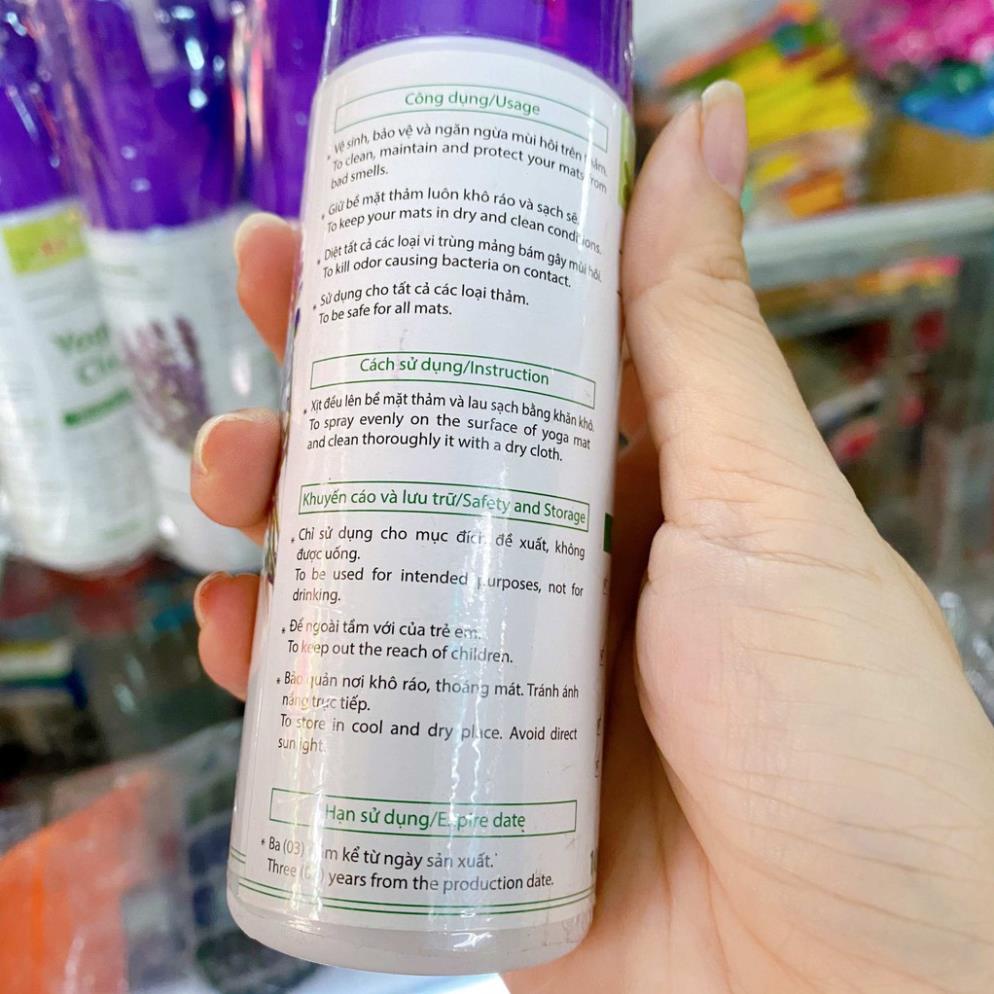 Công dụng/Usage
* Vệ sinh, bảo vệ và ngăn ngừa mùi hôi trên thảm.
To clean, maintain and protect your mats from
bad smells.
* Giữ bề mặt thảm luôn khô ráo và sạch sẽ.
To keep your mats in dry and clean conditions.
* Diệt tất cả các loại vi trùng mảng bám gây mùi hôi.
To kill odor causing bacteria on contact.
* Sử dụng cho tất cả các loại thảm.
To be safe for all mats.
Cách sử dụng/Instruction
* Xịt đều lên bề mặt thảm và lau sạch bằng khăn khô.
To spray evenly on the surface of yoga mat
and clean thoroughly it with a dry cloth.
Khuyến cáo và lưu trữ/Safety and Storage
* Chỉ sử dụng cho mục đích đề xuất, không
được uống.
To be used for intended purposes, not for
drinking.
* Để ngoài tầm với của trẻ em.
To keep out the reach of children.
* Bảo quản nơi khô ráo, thoáng mát. Tránh ánh
nắng trực tiếp.
To store in cool and dry place. Avoid direct
sunlight.
Hạn sử dụng/Expire date
* Ba (03) năm kể từ ngày sản xuất.
Three (03) years from the production date.